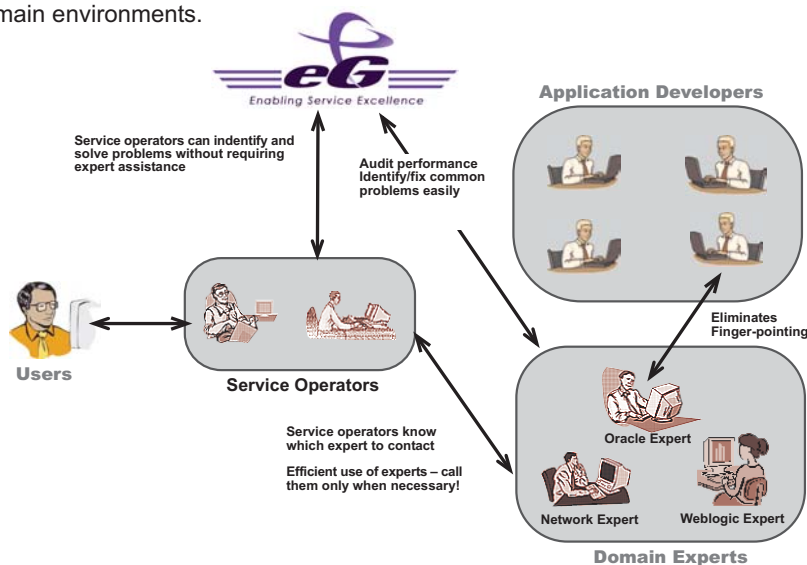 main environments.
eG
Enabling Service Excellence
Application Developers
Service operators can indentify and
solve problems without requiring
expert assistance
Audit performance
Identify/fix common
problems easily
Eliminates
Finger-pointing
Users
Service Operators
Service operators know
which expert to contact
Efficient use of experts – call
them only when necessary!
Oracle Expert
Network Expert
Weblogic Expert
Domain Experts